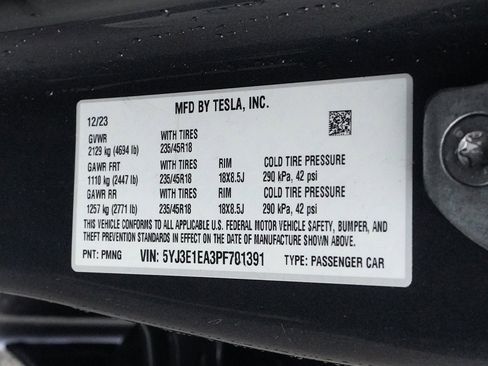 MFD BY TESLA, INC.
12/23
GVWR WITH TIRES
2129 kg (4694 lb) 235/45R18
GAWR FRT WITH TIRES RIM COLD TIRE PRESSURE
1110 kg (2447 lb) 235/45R18 18X8.5J 290 kPa, 42 psi
GAWR RR WITH TIRES RIM COLD TIRE PRESSURE
1257 kg (2771 lb) 235/45R18 18X8.5J 290 kPa, 42 psi
THIS VEHICLE CONFORMS TO ALL APPLICABLE U.S. FEDERAL MOTOR VEHICLE SAFETY, BUMPER, AND
THEFT PREVENTION STANDARDS IN EFFECT ON THE DATE OF MANUFACTURE SHOWN ABOVE.
PNT: PMNG VIN: 5YJ3E1EA3PF701391 TYPE: PASSENGER CAR